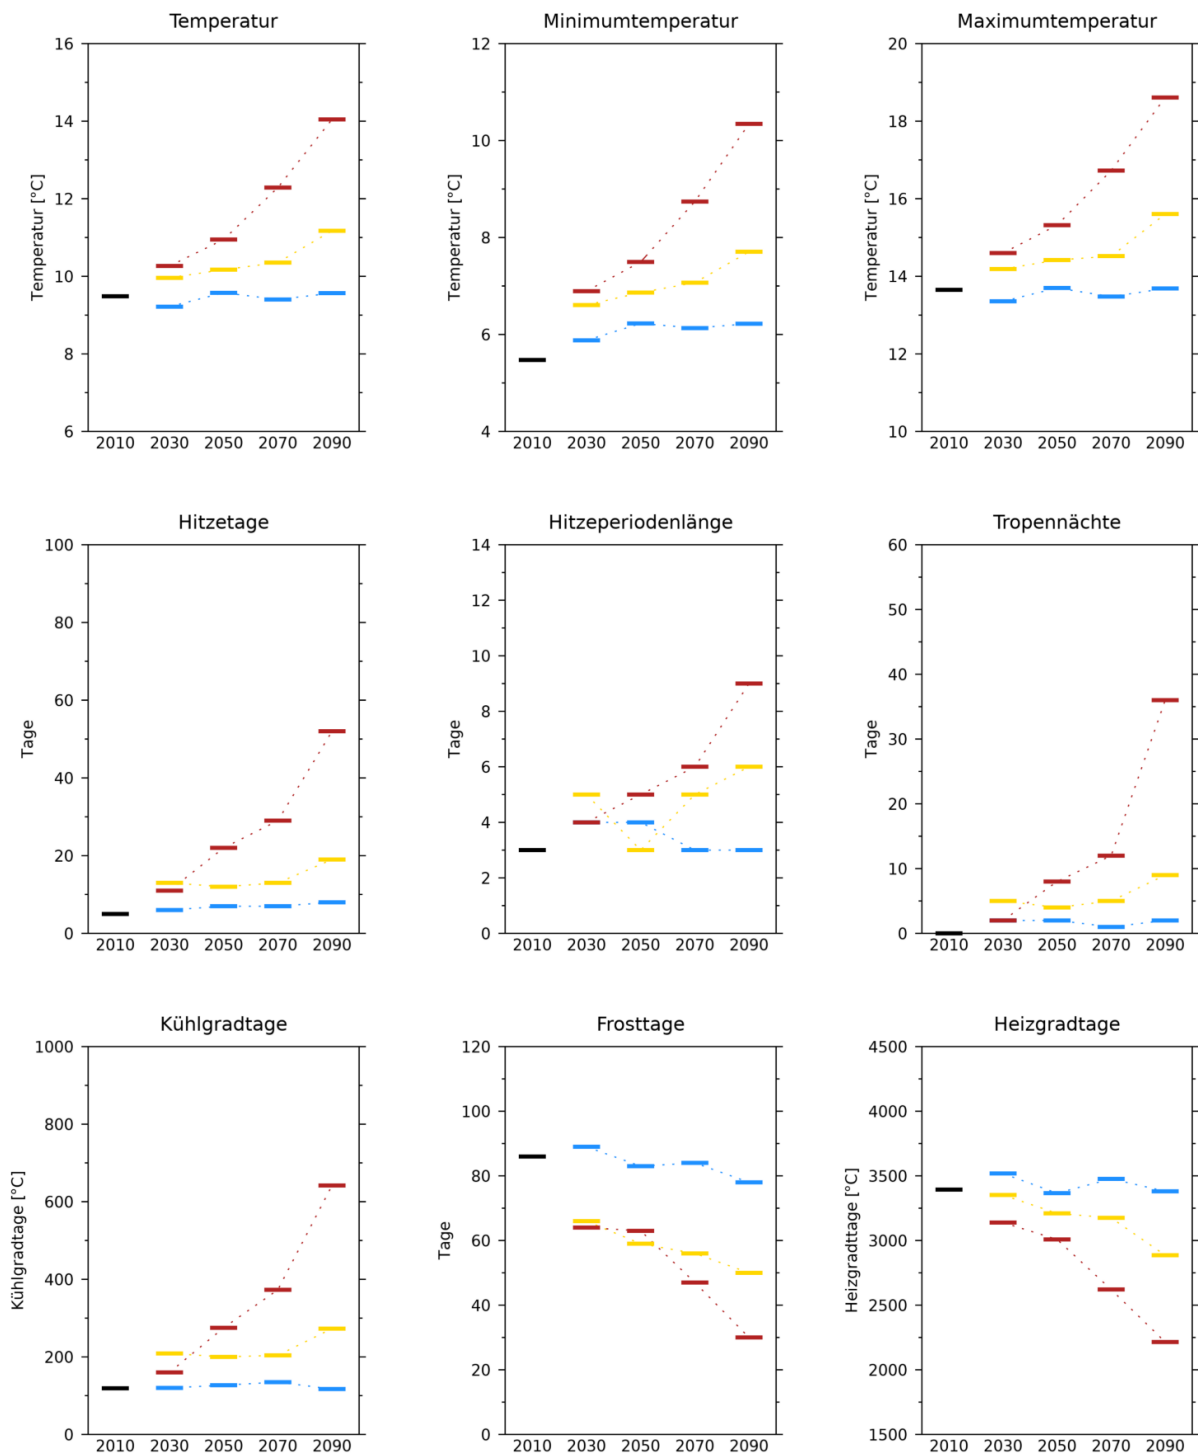 Temperatur
Minimumtemperatur
Maximumtemperatur
16
14
12
10
8
6
Temperatur [°C]
2010 2030 2050 2070 2090
12
10
8
6
4
Temperatur [°C]
2010 2030 2050 2070 2090
20
18
16
14
12
10
Temperatur [°C]
2010 2030 2050 2070 2090
Hitzetage
Hitzeperiodenlänge
Tropennächte
100
80
60
40
20
0
Tage
2010 2030 2050 2070 2090
14
12
10
8
6
4
2
0
Tage
2010 2030 2050 2070 2090
60
50
40
30
20
10
0
Tage
2010 2030 2050 2070 2090
Kühlgradtage
Frosttage
Heizgradtage
1000
800
600
400
200
0
Kühlgradtage [°C]
2010 2030 2050 2070 2090
120
100
80
60
40
20
0
Tage
2010 2030 2050 2070 2090
4500
4000
3500
3000
2500
2000
1500
Heizgradttage [°C]
2010 2030 2050 2070 2090